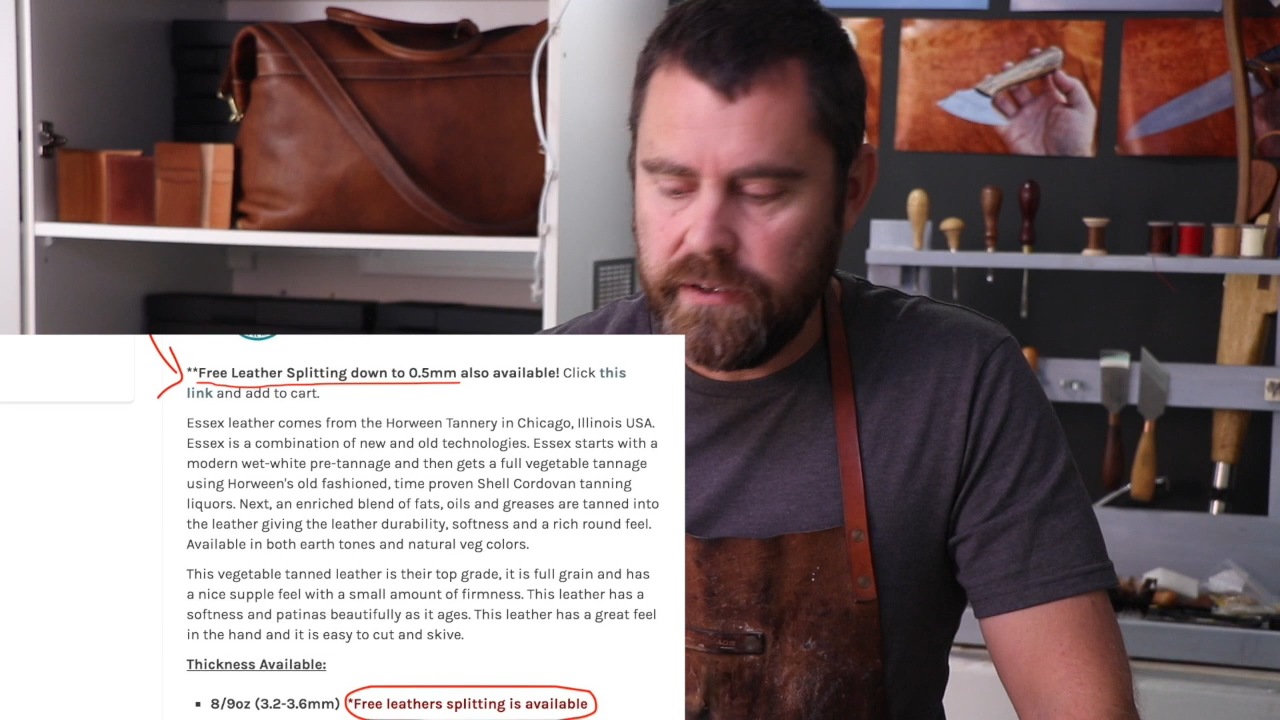 **Free Leather Splitting down to 0.5mm also available! Click this
link and add to cart.
Essex leather comes from the Horween Tannery in Chicago, Illinois USA.
Essex is a combination of new and old technologies. Essex starts with a
modern wet-white pre-tannage and then gets a full vegetable tannage
using Horween's old fashioned, time proven Shell Cordovan tanning
liquors. Next, an enriched blend of fats, oils and greases are tanned into
the leather giving the leather durability, softness and a rich round feel.
Available in both earth tones and natural veg colors.
This vegetable tanned leather is their top grade, it is full grain and has
a nice supple feel with a small amount of firmness. This leather has a
softness and patinas beautifully as it ages. This leather has a great feel
in the hand and it is easy to cut and skive.
Thickness Available:
▪ 8/9oz (3.2-3.6mm) *Free leathers splitting is available